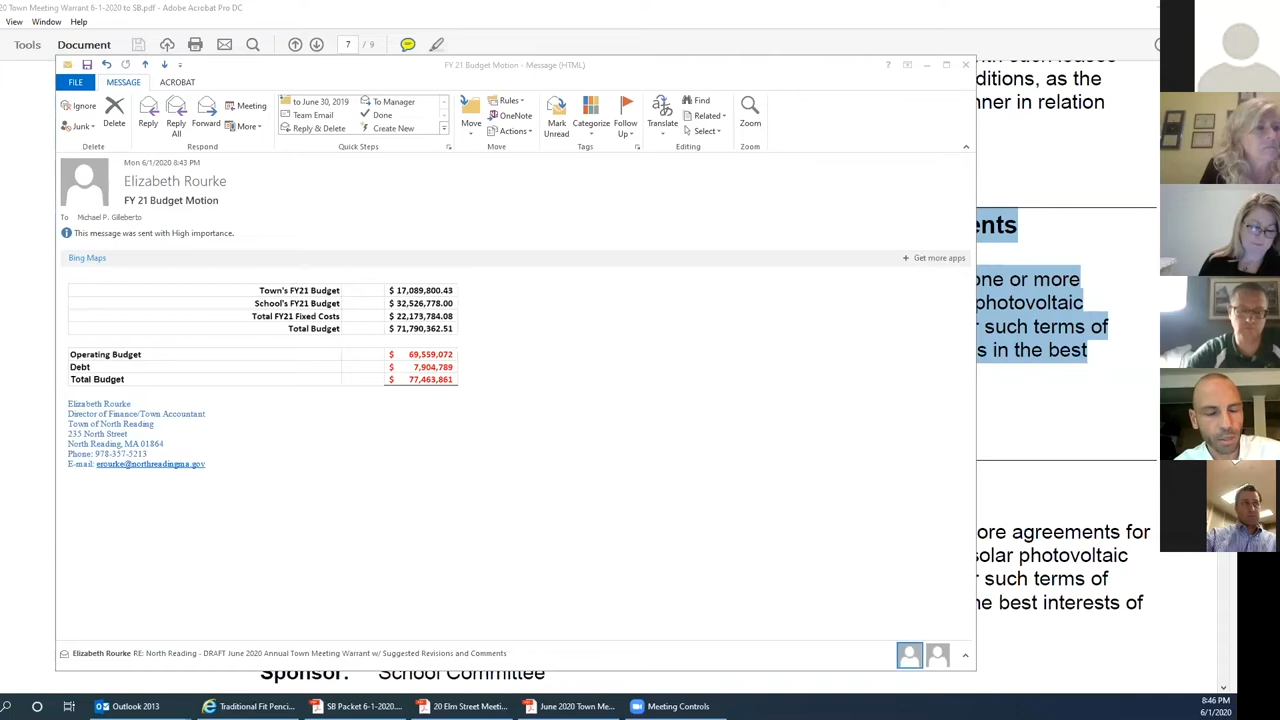 20 Town Meeting Warrant 6-1-2020 to SB.pdf - Adobe Acrobat Pro DC
View Window Help
Tools Document 7 / 9
FY 21 Budget Motion - Message (HTML)
FILE MESSAGE ACROBAT
Ignore
Junk
Delete
Delete
Reply
Reply All
Forward
Meeting
More
Respond
to June 30, 2019
Team Email
Reply & Delete
To Manager
Done
Create New
Quick Steps
Move
Rules
OneNote
Actions
Move
Mark Unread
Categorize
Follow Up
Tags
Translate
Find
Related
Select
Editing
Zoom
Zoom
Mon 6/1/2020 8:43 PM
Elizabeth Rourke
FY 21 Budget Motion
To Michael P. Gilleberto
This message was sent with High importance.
Bing Maps
+ Get more apps
Town's FY21 Budget $ 17,089,800.43
School's FY21 Budget $ 32,526,778.00
Total FY21 Fixed Costs $ 22,173,784.08
Total Budget $ 71,790,362.51
Operating Budget $ 69,559,072
Debt $ 7,904,789
Total Budget $ 77,463,861
Elizabeth Rourke
Director of Finance/Town Accountant
Town of North Reading
235 North Street
North Reading, MA 01864
Phone: 978-357-5213
E-mail: erourke@northreadingma.gov
Elizabeth Rourke RE: North Reading - DRAFT June 2020 Annual Town Meeting Warrant w/ Suggested Revisions and Comments
ditions, as the
nner in relation
ents
one or more
photovoltaic
r such terms of
s in the best
ore agreements for
solar photovoltaic
r such terms of
he best interests of
Sponsor: School Committee
Outlook 2013
Traditional Fit Penci...
SB Packet 6-1-2020....
20 Elm Street Meeti...
June 2020 Town Me...
Meeting Controls
8:46 PM
6/1/2020